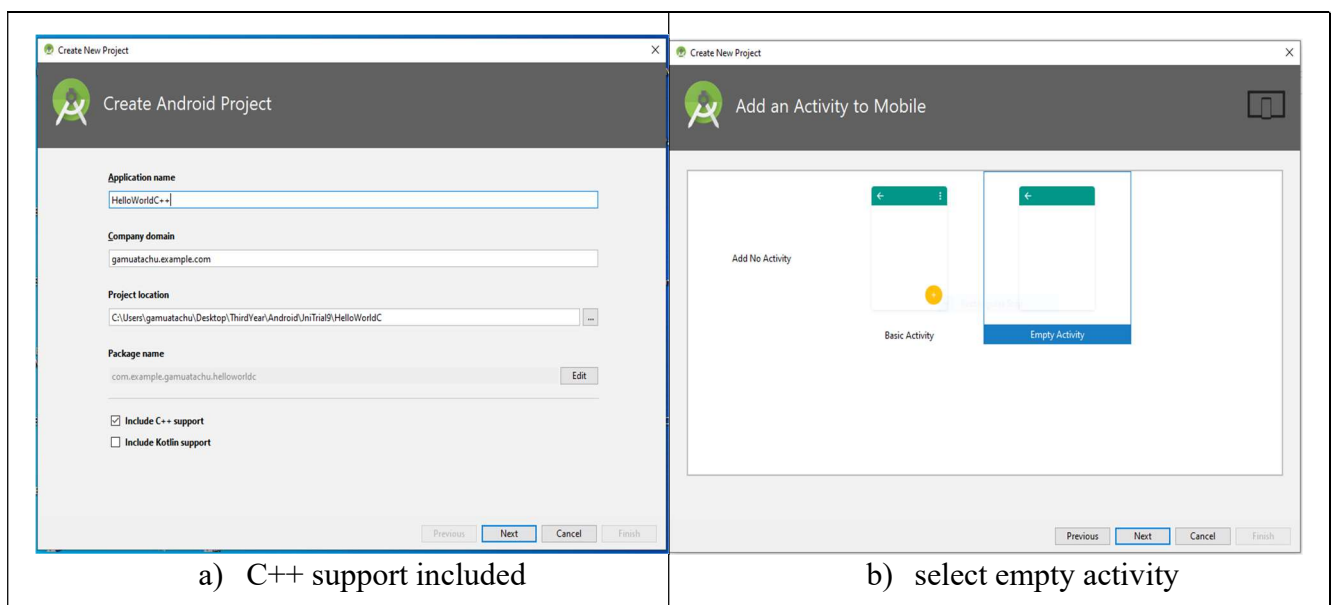 Create New Project
Create Android Project
Application name
HelloWorldC++
Company domain
gamuatachu.example.com
Project location
C:\Users\gamuatachu\Desktop\ThirdYear\Android\UniTrial9\HelloWorldC
...
Package name
com.example.gamuatachu.helloworldc
Edit
Include C++ support
Include Kotlin support
Previous Next Cancel Finish
a) C++ support included
Create New Project
Add an Activity to Mobile
Add No Activity
Basic Activity
Empty Activity
Previous Next Cancel Finish
b) select empty activity